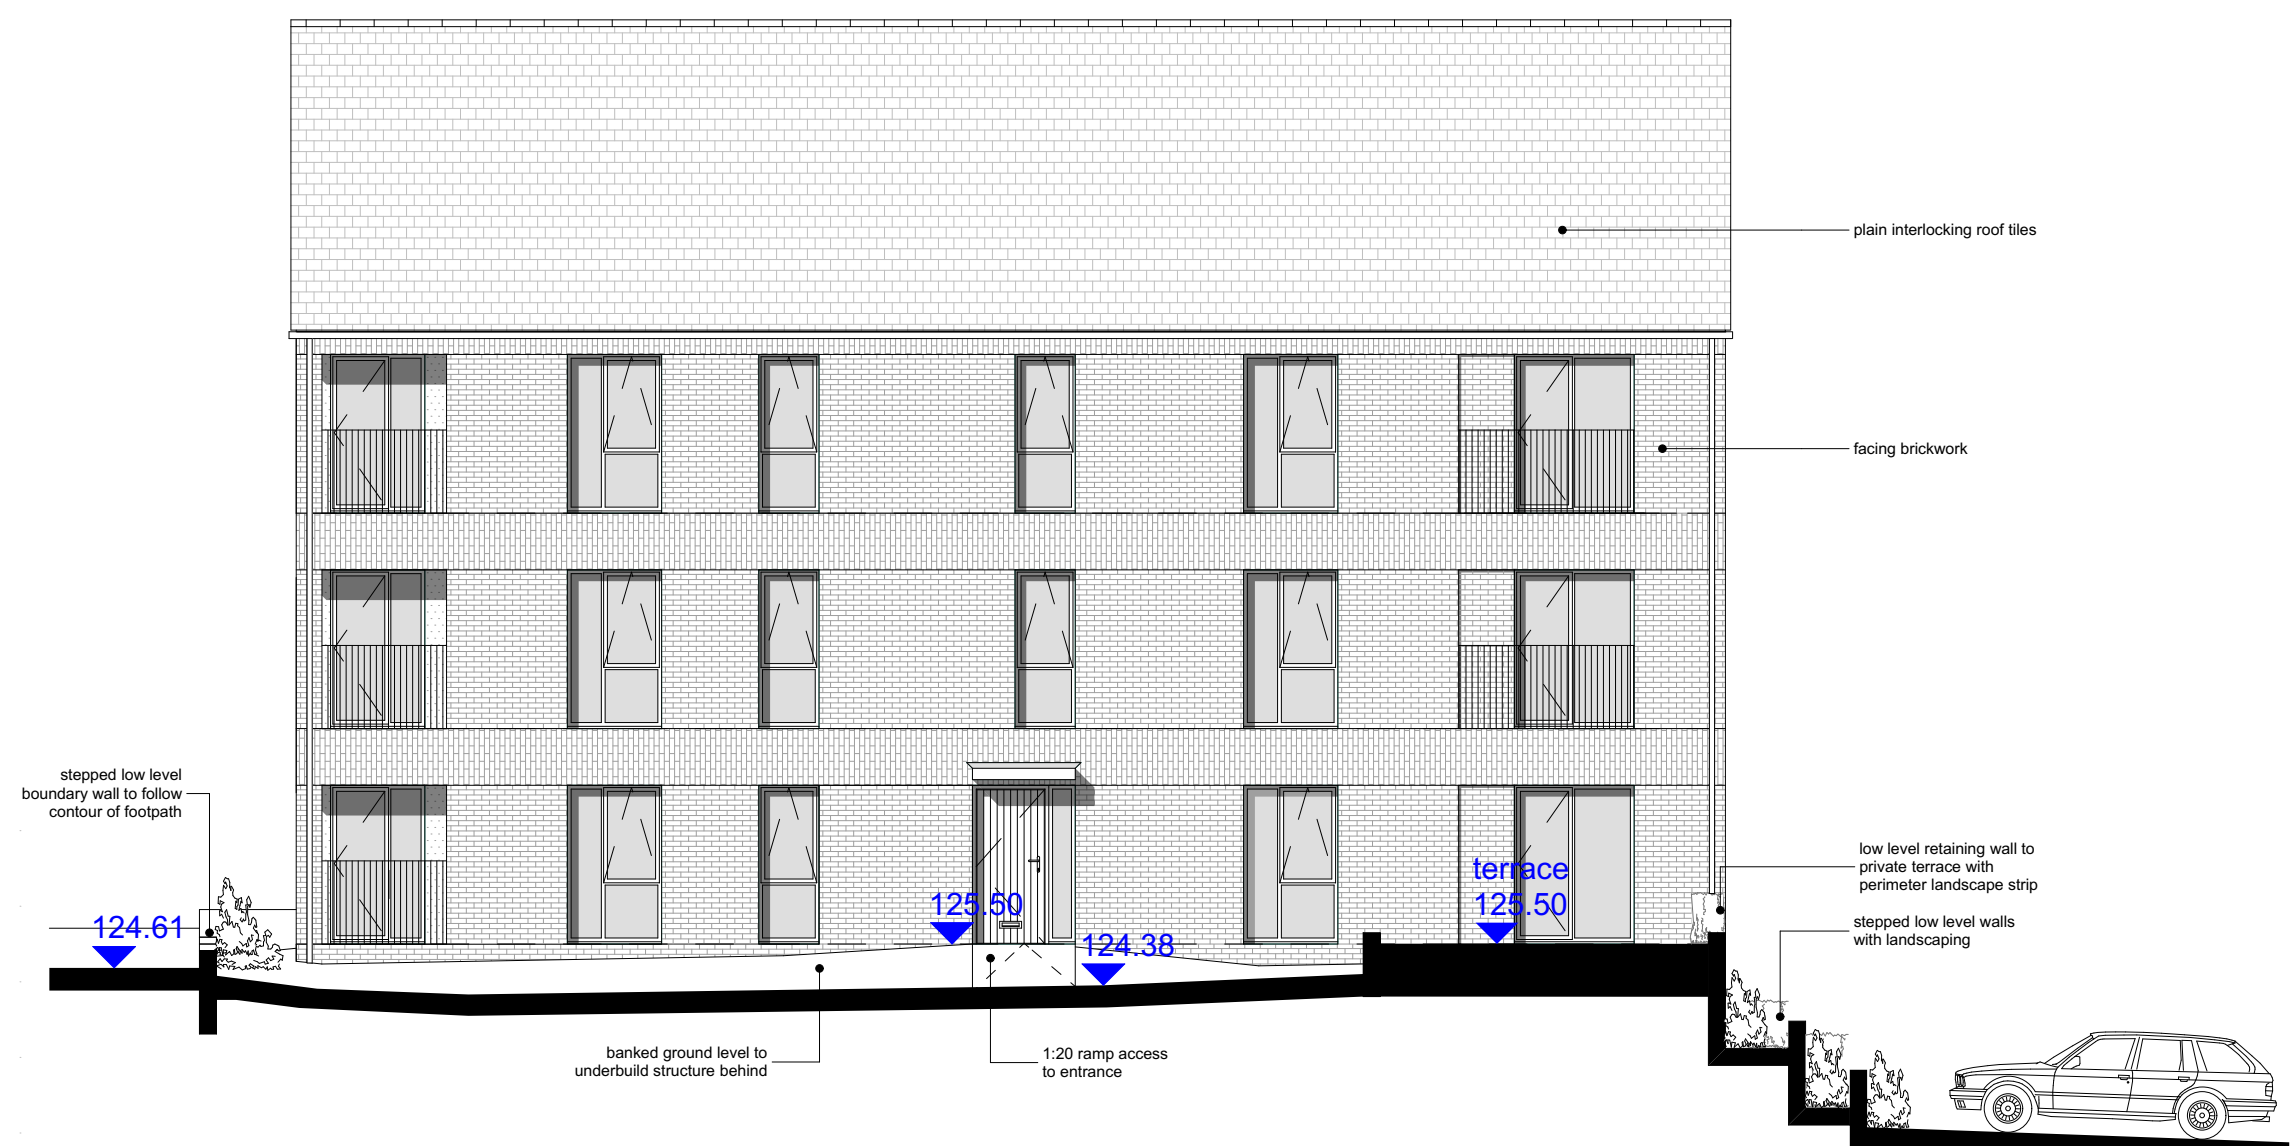 plain interlocking roof tiles
facing brickwork
stepped low level
boundary wall to follow
contour of footpath
low level retaining wall to
private terrace with
perimeter landscape strip
terrace
125.50
125.50
124.61
124.38
stepped low level walls
with landscaping
banked ground level to
underbuild structure behind
1:20 ramp access
to entrance